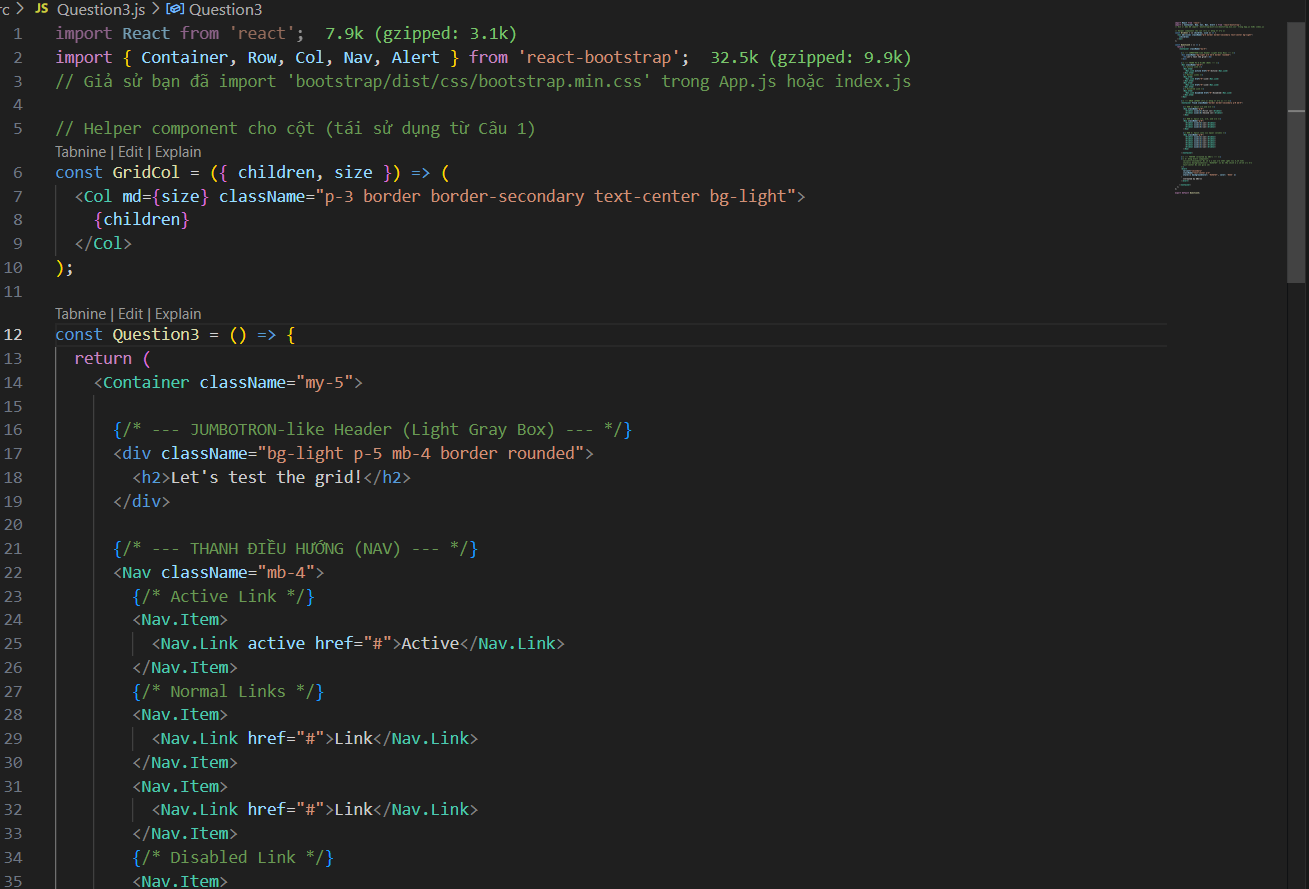 rc > JS Question3.js > Question3
1 import React from 'react'; 7.9k (gzipped: 3.1k)
2 import { Container, Row, Col, Nav, Alert } from 'react-bootstrap'; 32.5k (gzipped: 9.9k)
3 // Giả sử bạn đã import 'bootstrap/dist/css/bootstrap.min.css' trong App.js hoặc index.js
4
5 // Helper component cho cột (tái sử dụng từ Câu 1)
Tabnine | Edit | Explain
6 const GridCol = ({ children, size }) => (
7 <Col md={size} className="p-3 border border-secondary text-center bg-light">
8 {children}
9 </Col>
10 );
11
Tabnine | Edit | Explain
12 const Question3 = () => {
13 return (
14 <Container className="my-5">
15
16 {/* --- JUMBOTRON-like Header (Light Gray Box) --- */}
17 <div className="bg-light p-5 mb-4 border rounded">
18 <h2>Let's test the grid!</h2>
19 </div>
20
21 {/* --- THANH ĐIỀU HƯỚNG (NAV) --- */}
22 <Nav className="mb-4">
23 {/* Active Link */}
24 <Nav.Item>
25 <Nav.Link active href="#">Active</Nav.Link>
26 </Nav.Item>
27 {/* Normal Links */}
28 <Nav.Item>
29 <Nav.Link href="#">Link</Nav.Link>
30 </Nav.Item>
31 <Nav.Item>
32 <Nav.Link href="#">Link</Nav.Link>
33 </Nav.Item>
34 {/* Disabled Link */}
35 <Nav.Item>